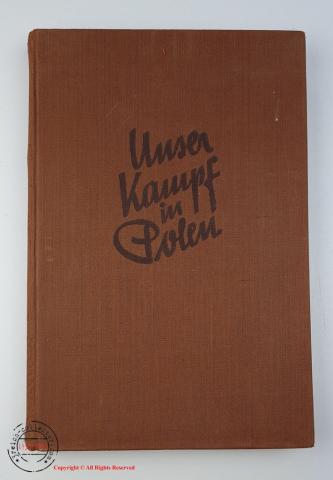 Unser
Kampf
in
Polen
Copyright © All Rights Reserved